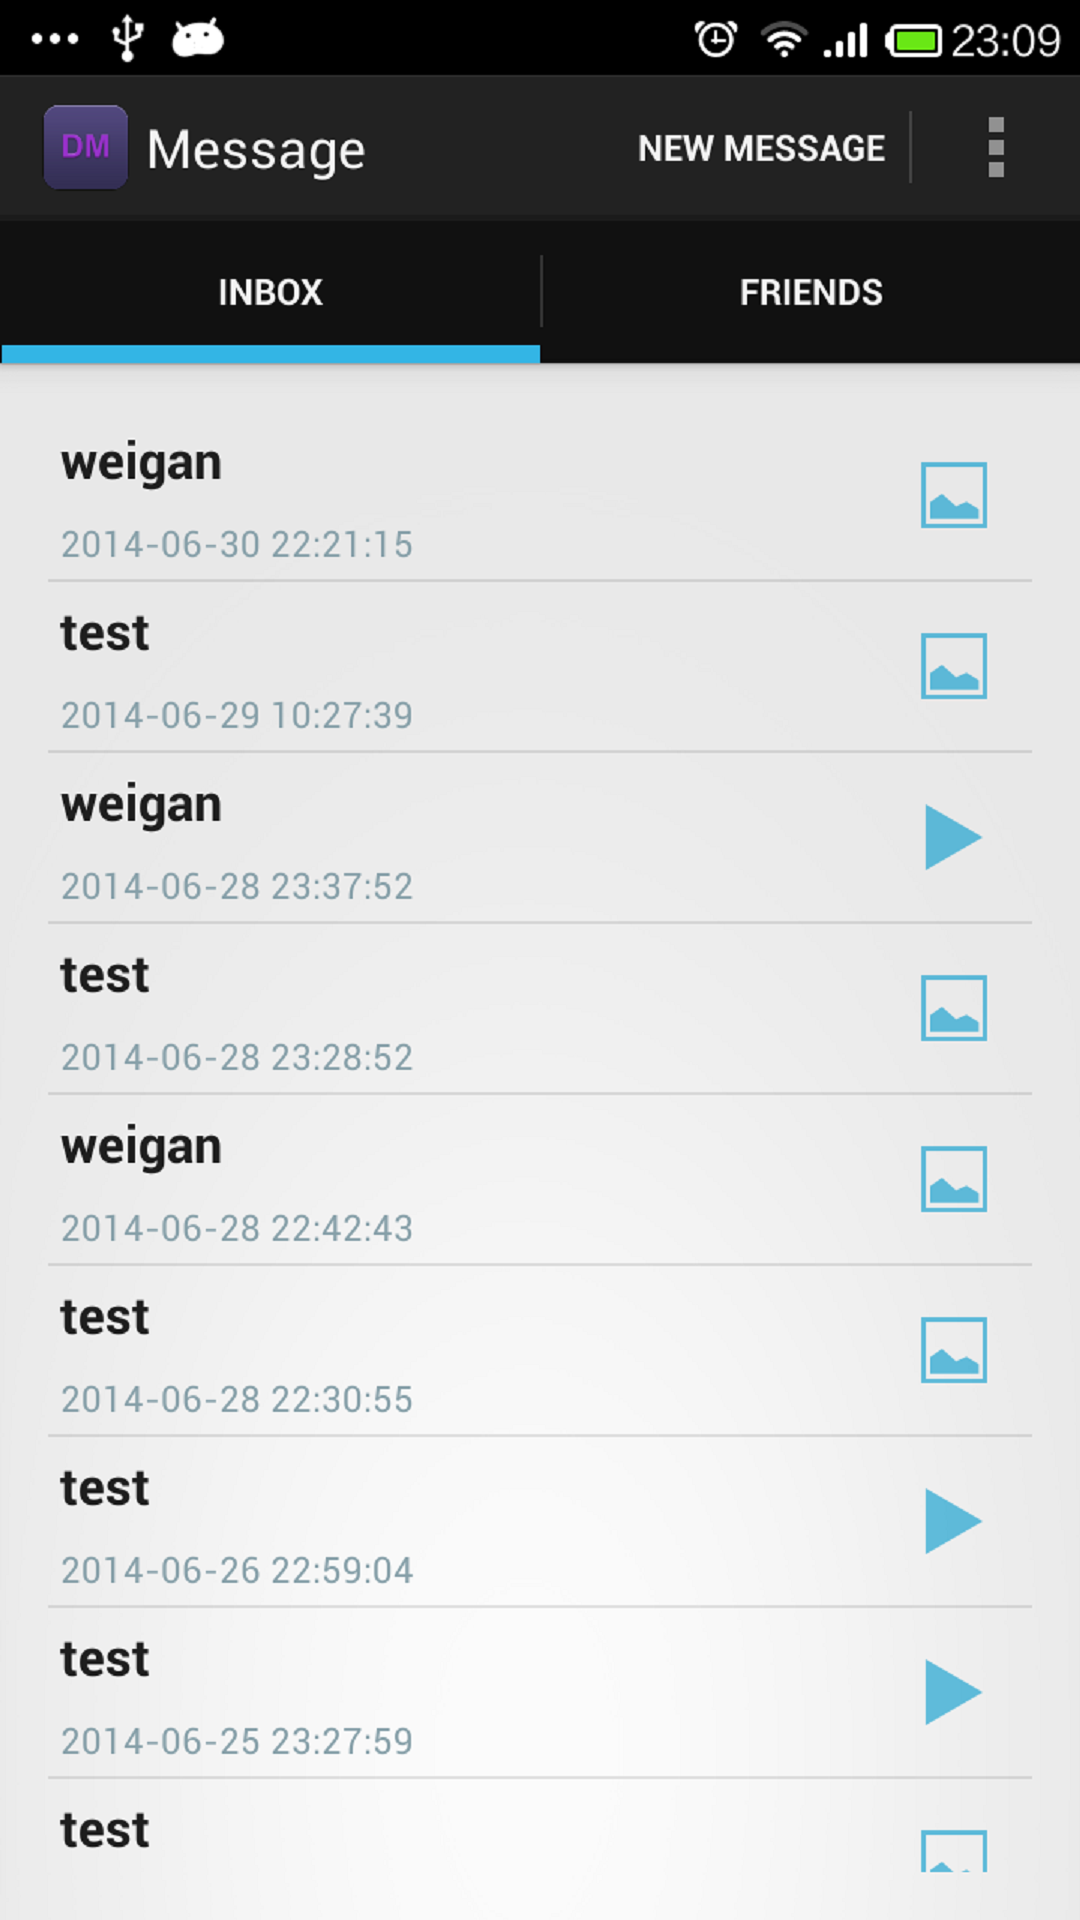 23:09
DM Message NEW MESSAGE
INBOX FRIENDS
weigan
2014-06-30 22:21:15
test
2014-06-29 10:27:39
weigan
2014-06-28 23:37:52
test
2014-06-28 23:28:52
weigan
2014-06-28 22:42:43
test
2014-06-28 22:30:55
test
2014-06-26 22:59:04
test
2014-06-25 23:27:59
test